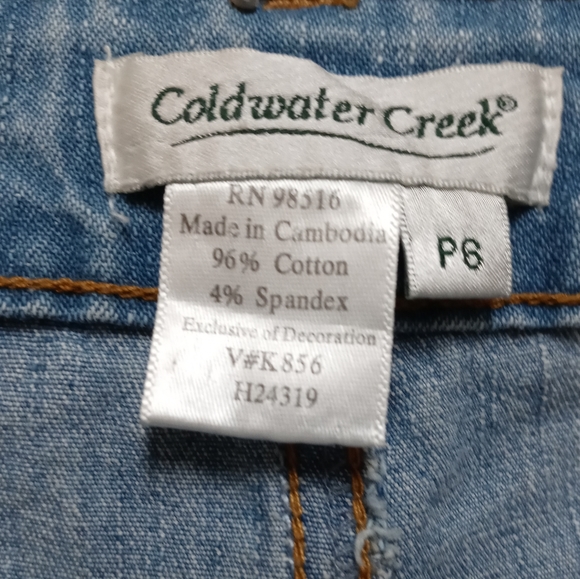 Coldwater Creek®
RN 98516
Made in Cambodia
96% Cotton
4% Spandex
Exclusive of Decoration
V#K856
H24319
P6